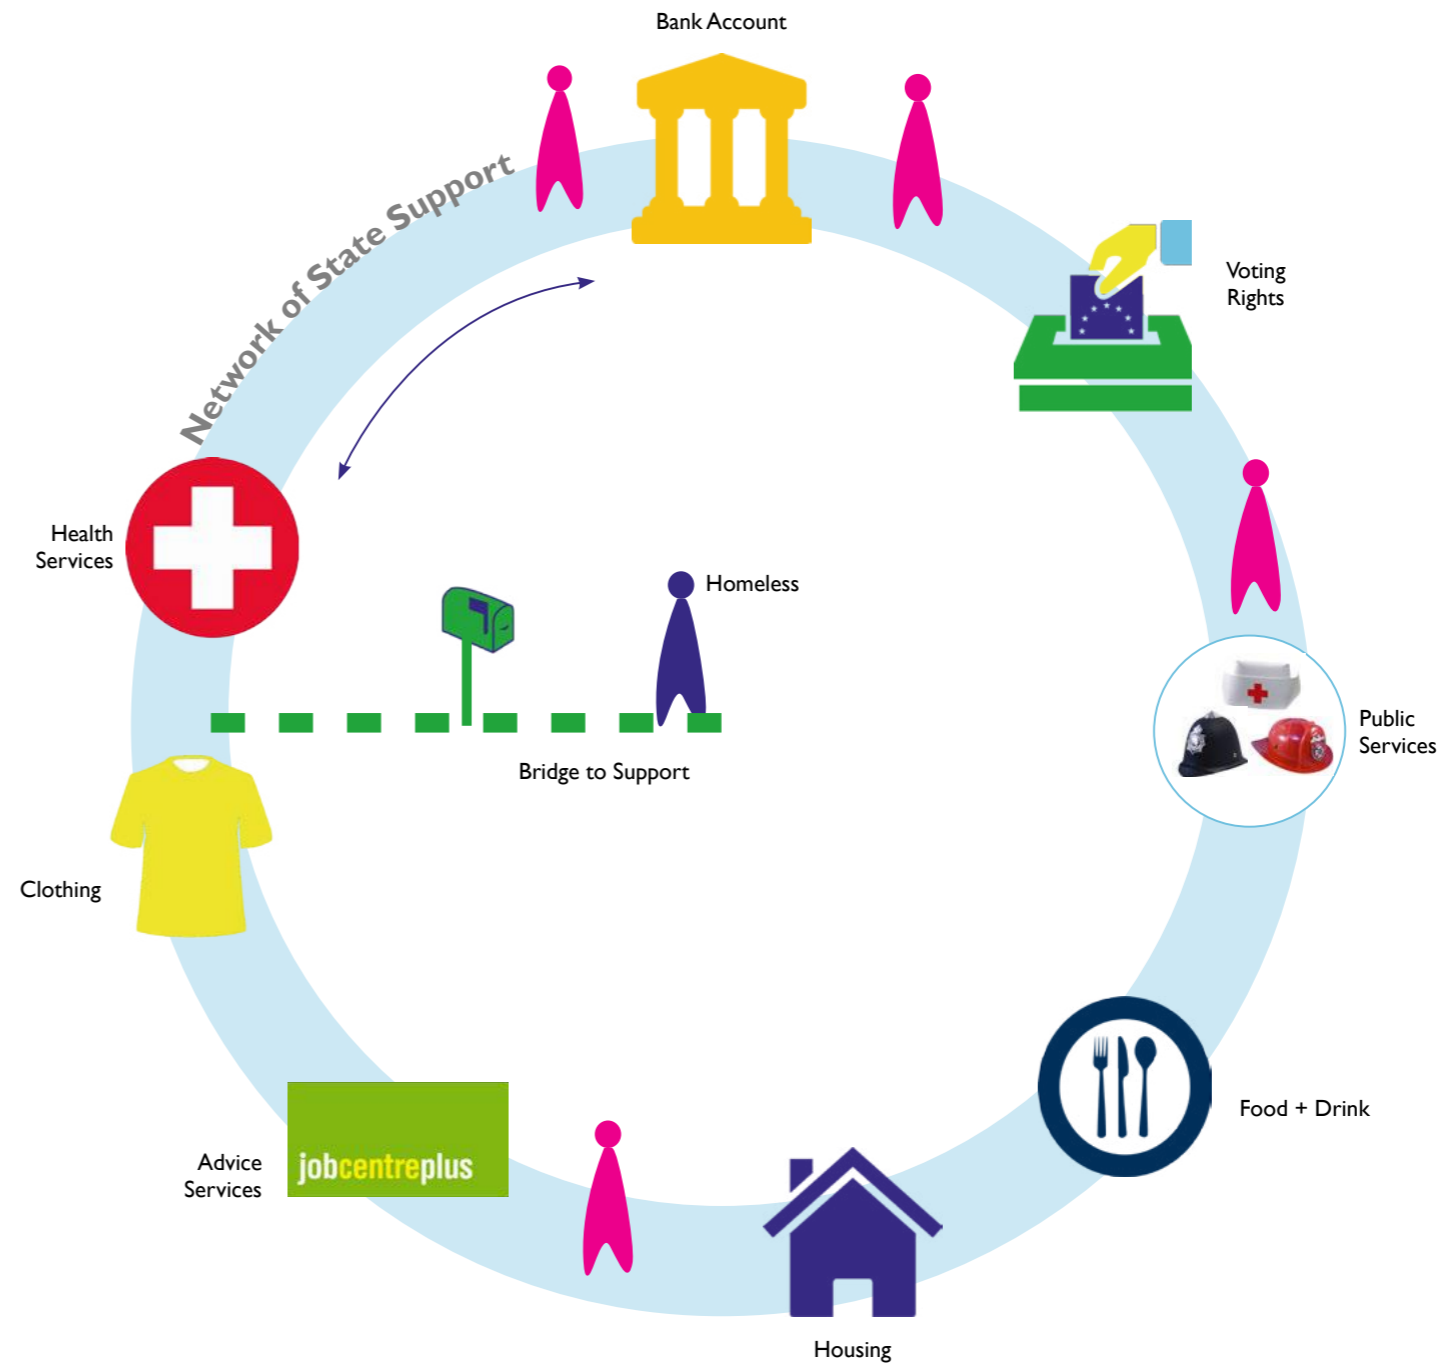 Bank Account
Network of State Support
Voting
Rights
Health
Services
Homeless
Public
Services
Bridge to Support
Clothing
Food + Drink
Advice
Services
jobcentreplus
Housing